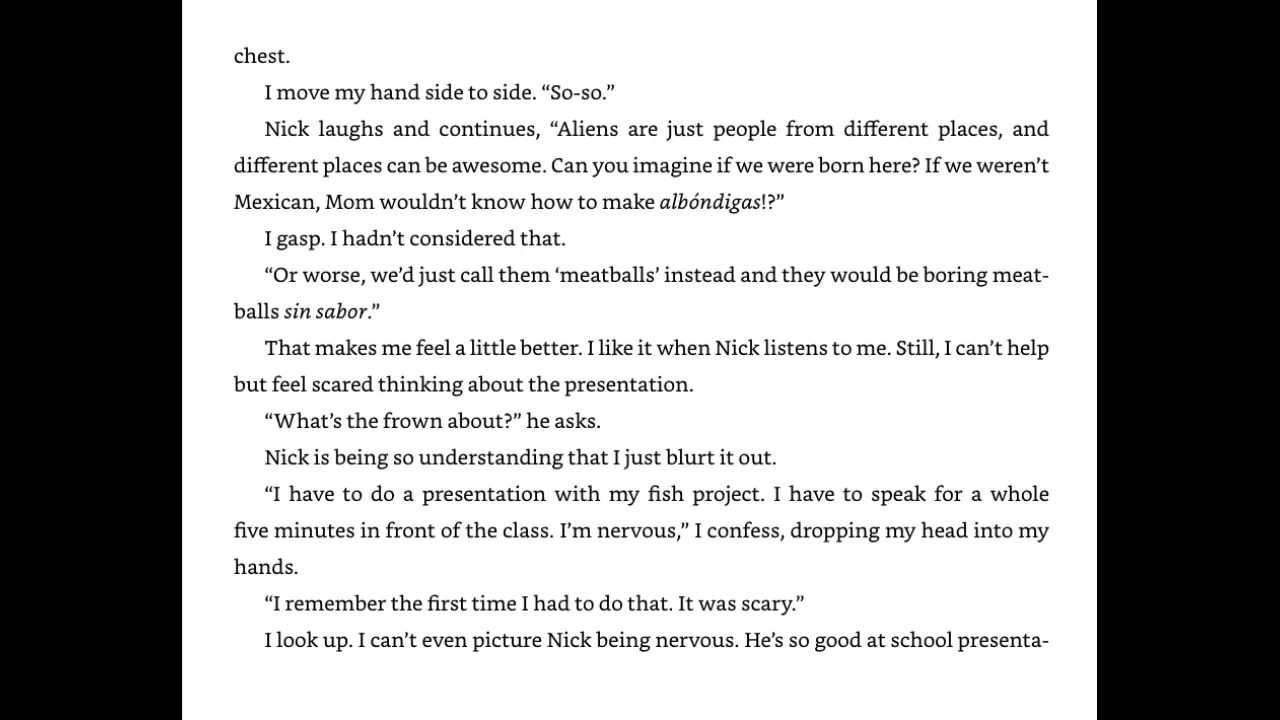 chest.
I move my hand side to side. “So-so.”
Nick laughs and continues, “Aliens are just people from different places, and
different places can be awesome. Can you imagine if we were born here? If we weren’t
Mexican, Mom wouldn’t know how to make albóndigas!?”
I gasp. I hadn’t considered that.
“Or worse, we’d just call them ‘meatballs’ instead and they would be boring meat-
balls sin sabor.”
That makes me feel a little better. I like it when Nick listens to me. Still, I can’t help
but feel scared thinking about the presentation.
“What’s the frown about?” he asks.
Nick is being so understanding that I just blurt it out.
“I have to do a presentation with my fish project. I have to speak for a whole
five minutes in front of the class. I’m nervous,” I confess, dropping my head into my
hands.
“I remember the first time I had to do that. It was scary.”
I look up. I can’t even picture Nick being nervous. He’s so good at school presenta-